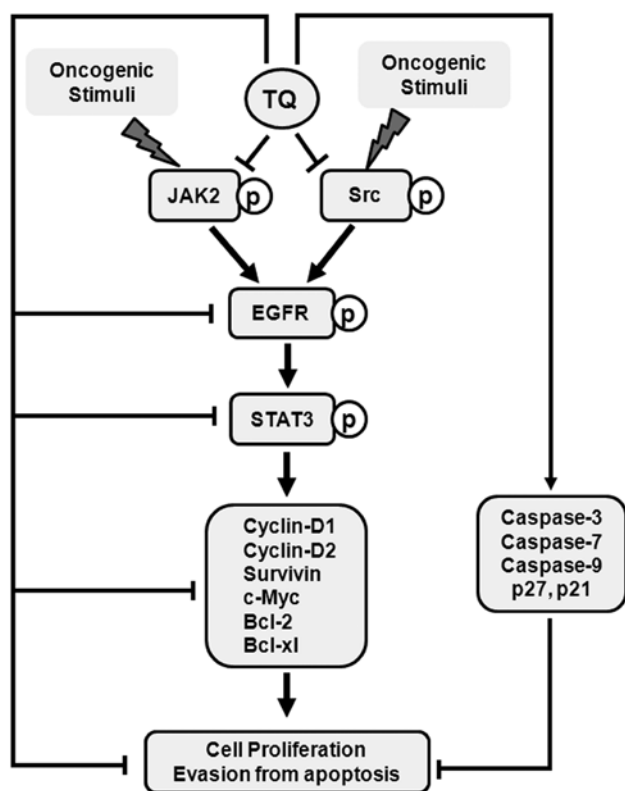 Oncogenic
Stimuli
TQ
Oncogenic
Stimuli
JAK2
p
Src
p
EGFR
p
STAT3
p
Cyclin-D1
Cyclin-D2
Survivin
c-Myc
Bcl-2
Bcl-xl
Caspase-3
Caspase-7
Caspase-9
p27, p21
Cell Proliferation
Evasion from apoptosis